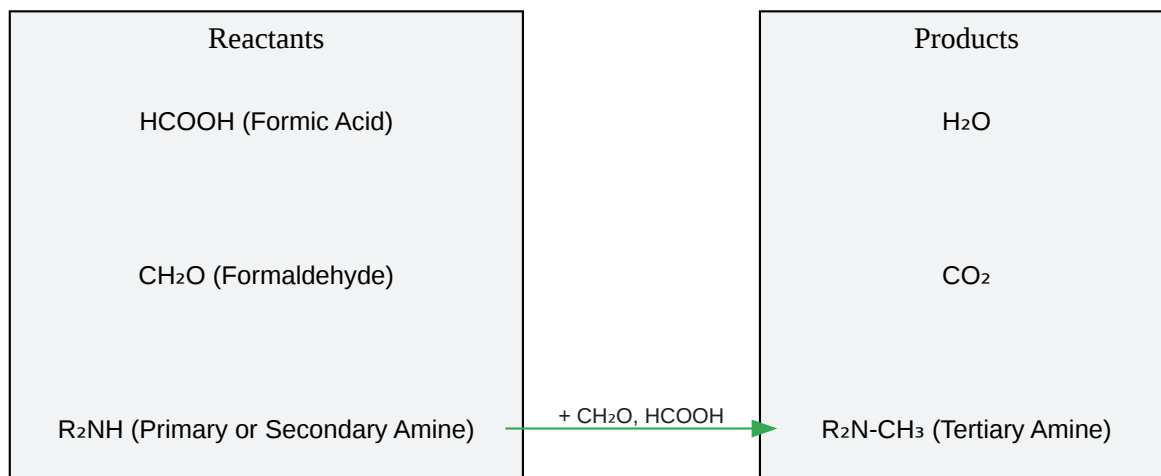 Reactants
HCOOH (Formic Acid)
CH₂O (Formaldehyde)
R₂NH (Primary or Secondary Amine)
+ CH₂O, HCOOH
Products
H₂O
CO₂
R₂N-CH₃ (Tertiary Amine)